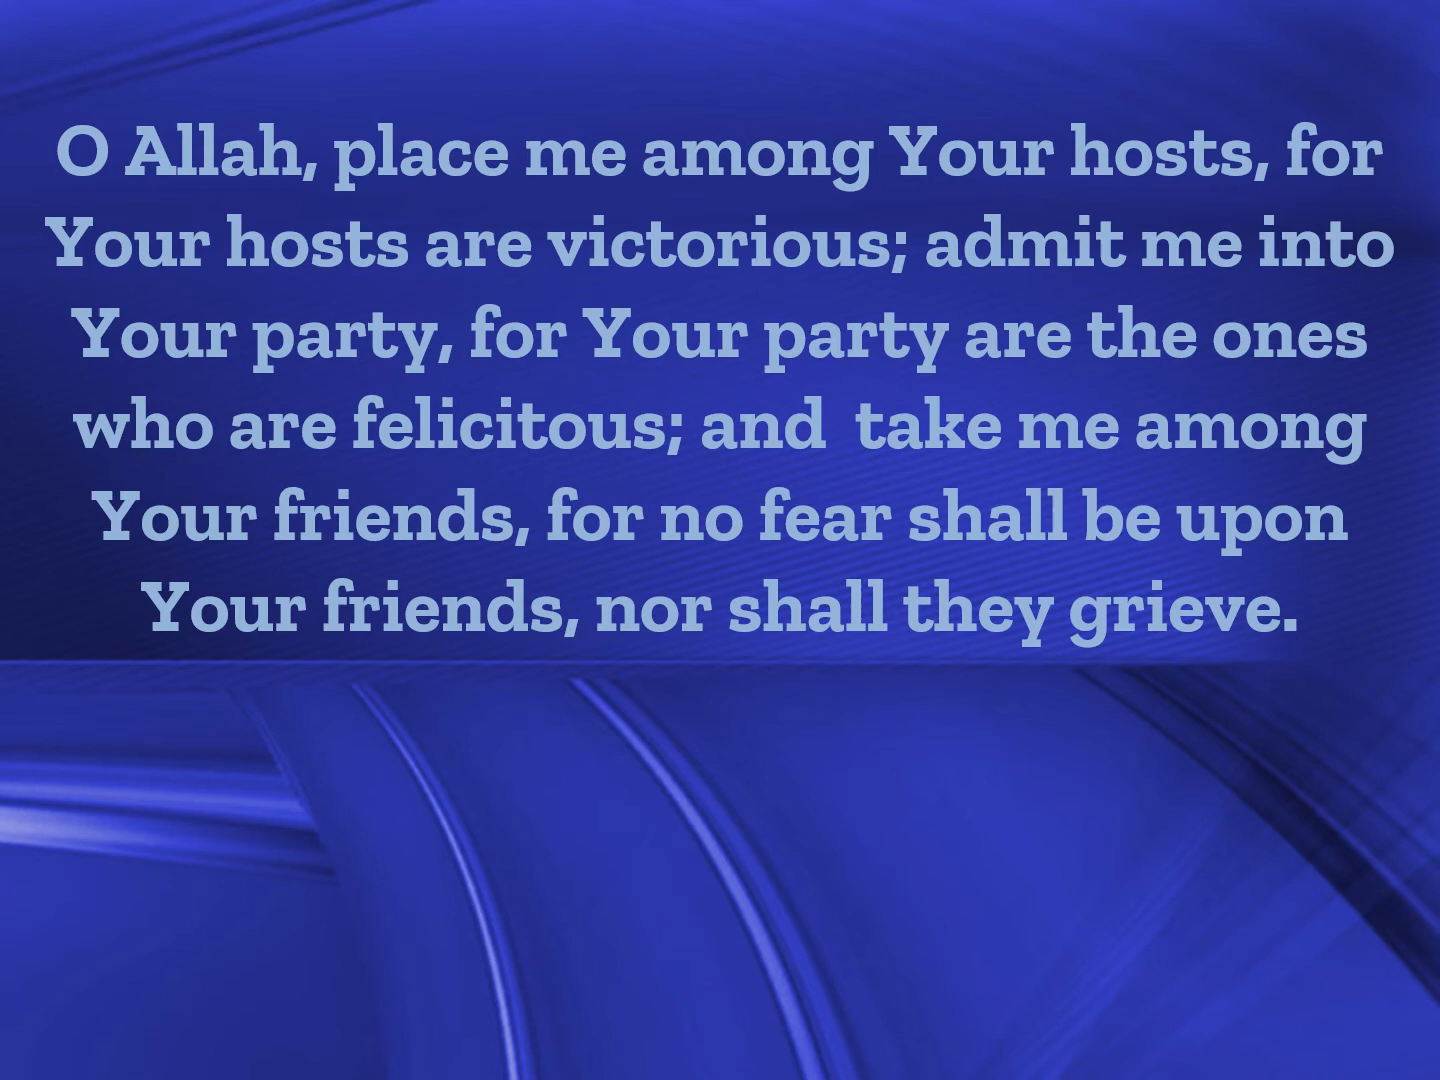 O Allah, place me among Your hosts, for
Your hosts are victorious; admit me into
Your party, for Your party are the ones
who are felicitous; and  take me among
Your friends, for no fear shall be upon
Your friends, nor shall they grieve.